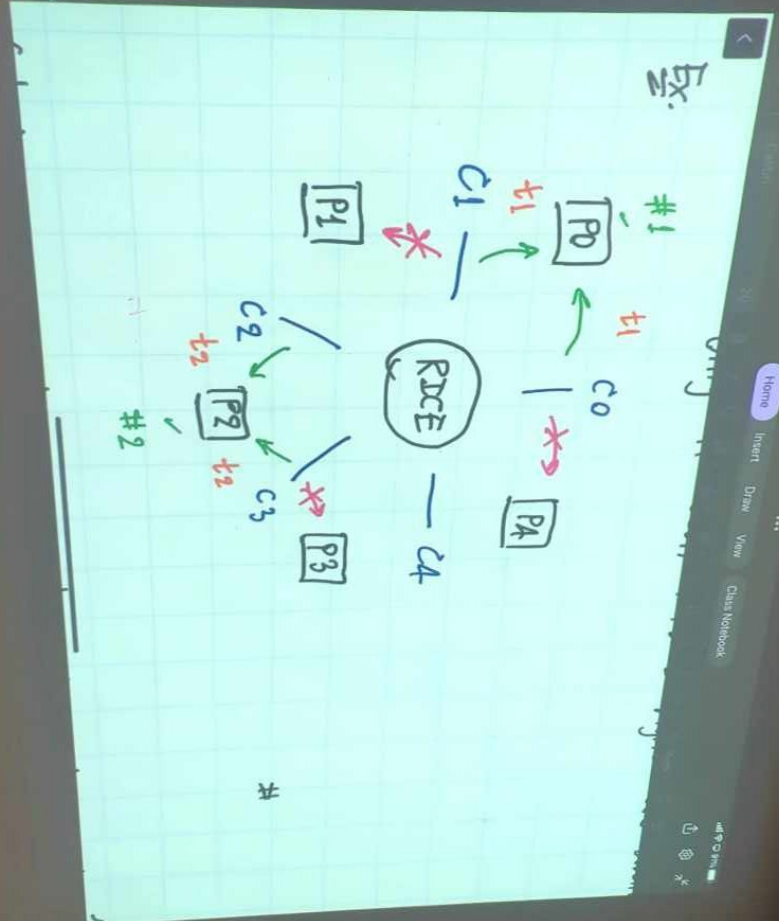 Home Insert Draw View Class Notebook
Ex.
#1
P0
t1
t1
C1
C0
P1
P4
RICE
C4
C2
t2
P2
t2
C3
P3
#2
#